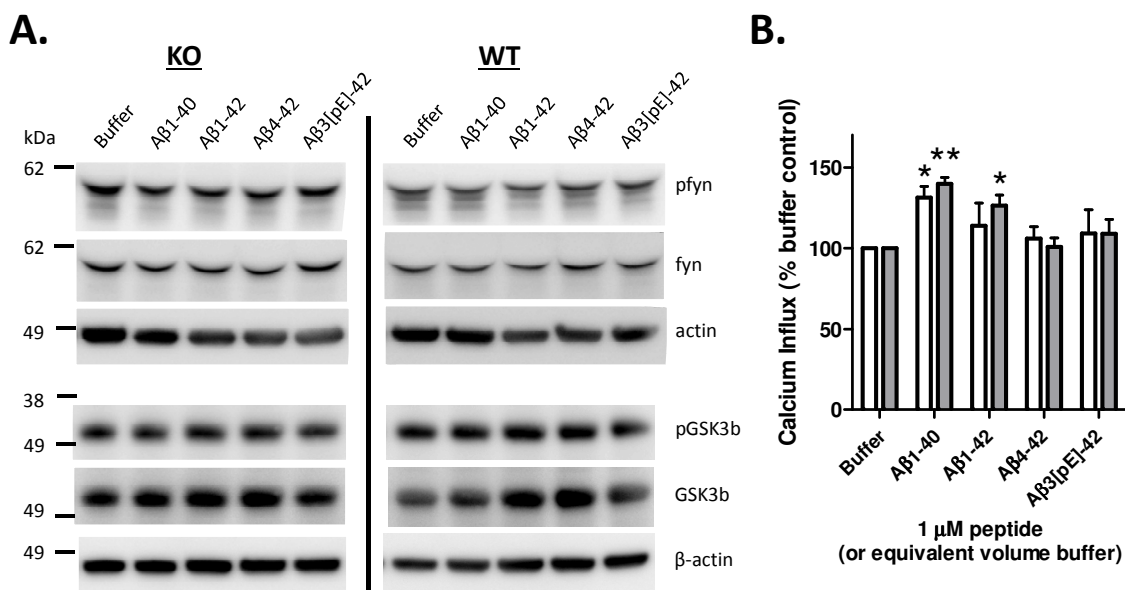 A.
KO
WT
kDa
Buffer
Aβ1-40
Aβ1-42
Aβ4-42
Aβ3[pE]-42
Buffer
Aβ1-40
Aβ1-42
Aβ4-42
Aβ3[pE]-42
62
pfyn
62
fyn
49
actin
38
49
pGSK3b
49
GSK3b
49
β-actin
B.
Calcium Influx (% buffer control)
150
100
50
0
* ** *
Buffer
Aβ1-40
Aβ1-42
Aβ4-42
Aβ3[pE]-42
1 μM peptide
(or equivalent volume buffer)